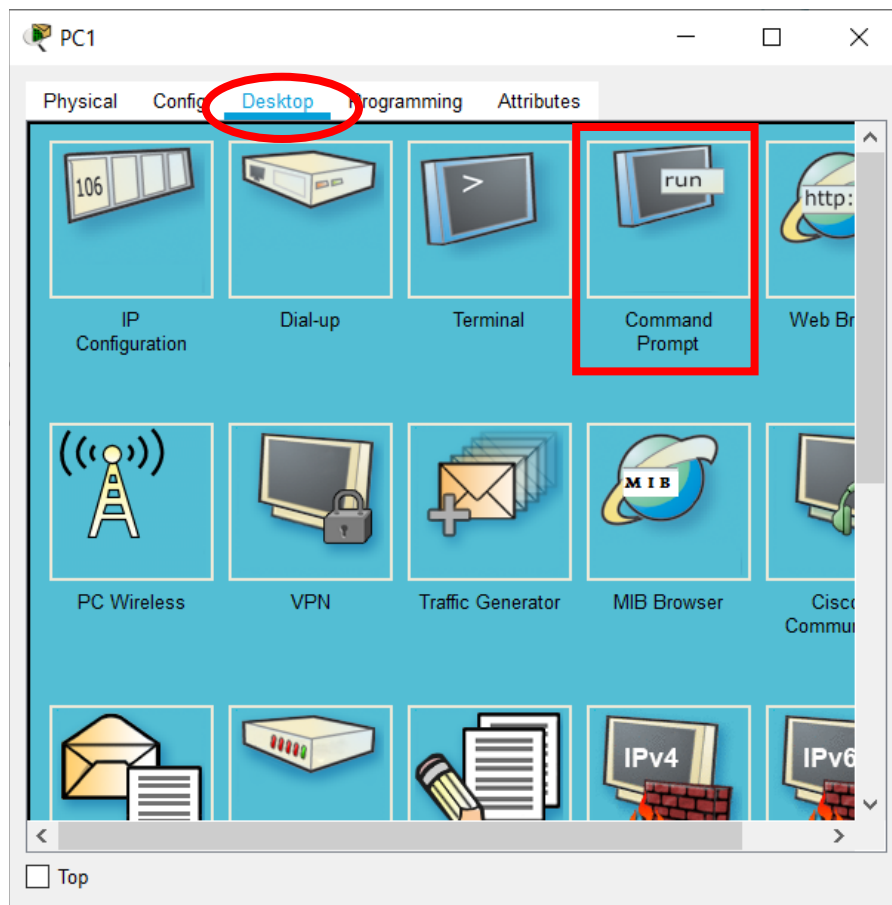 PC1
Physical Config Desktop Programming Attributes
106
>
run
http:
IP
Configuration
Dial-up
Terminal
Command
Prompt
Web Br
MIB
PC Wireless
VPN
Traffic Generator
MIB Browser
Cisco
Commu
IPv4
IPv6
Top